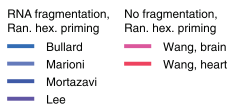 RNA fragmentation,
Ran. hex. priming
Bullard
Marioni
Mortazavi
Lee
No fragmentation,
Ran. hex. priming
Wang, brain
Wang, heart